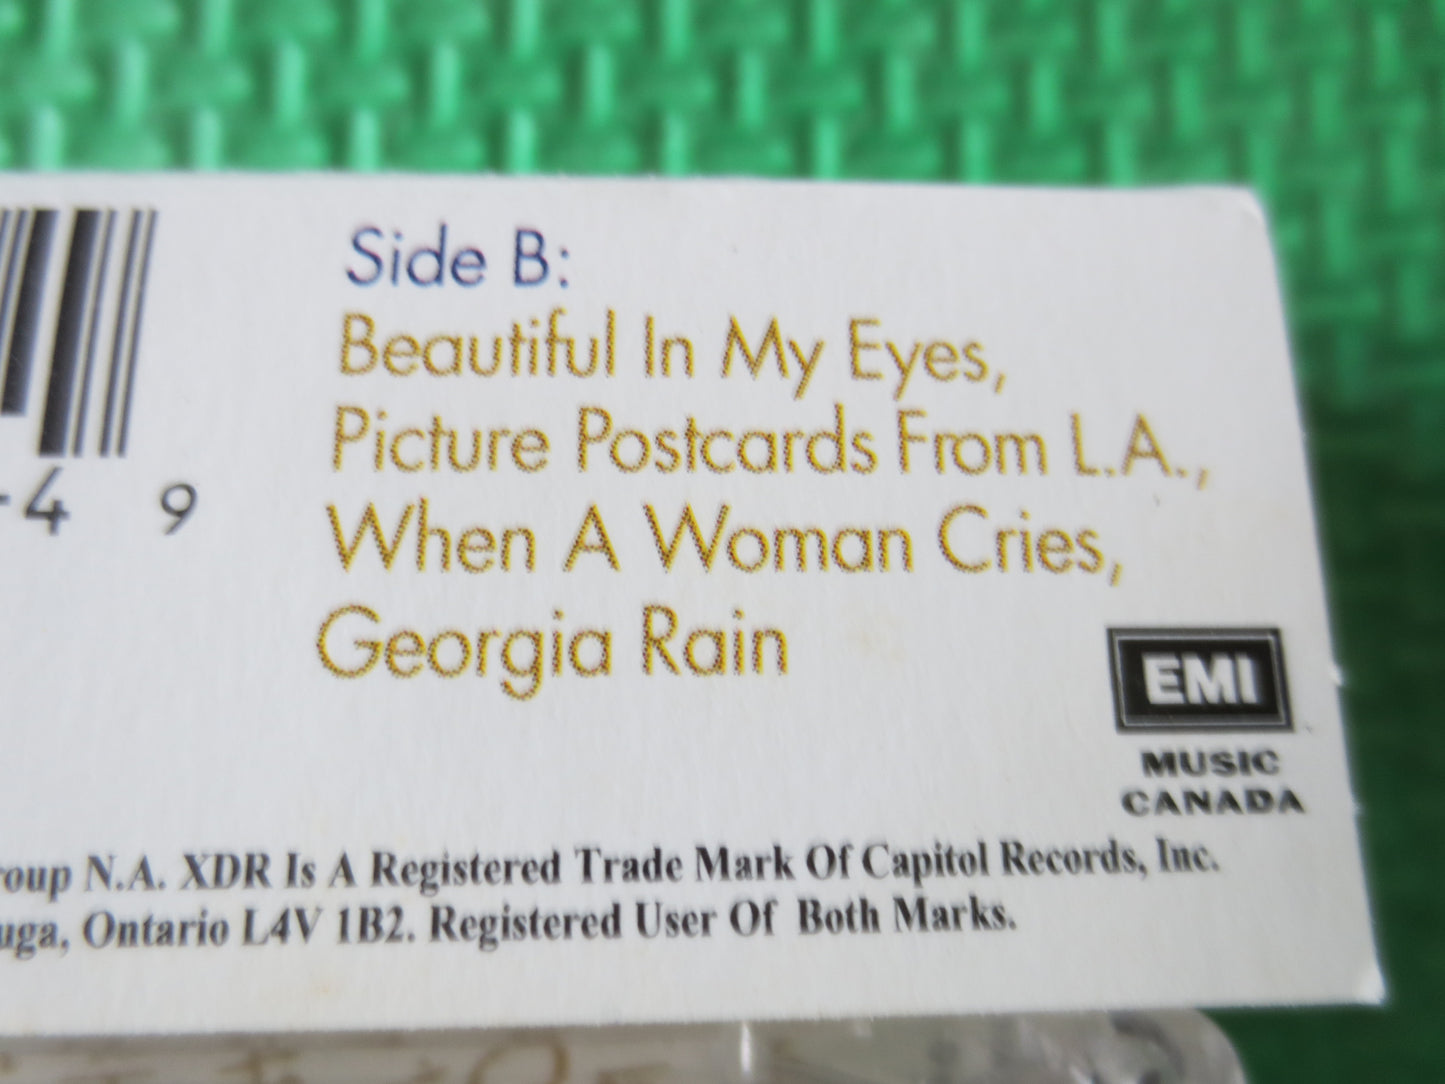 Side B:
Beautiful In My Eyes,
Picture Postcards From L.A.,
When A Woman Cries,
Georgia Rain
-4 9
EMI
MUSIC
CANADA
roup N.A. XDR Is A Registered Trade Mark Of Capitol Records, Inc.
uga, Ontario L4V 1B2. Registered User Of Both Marks.